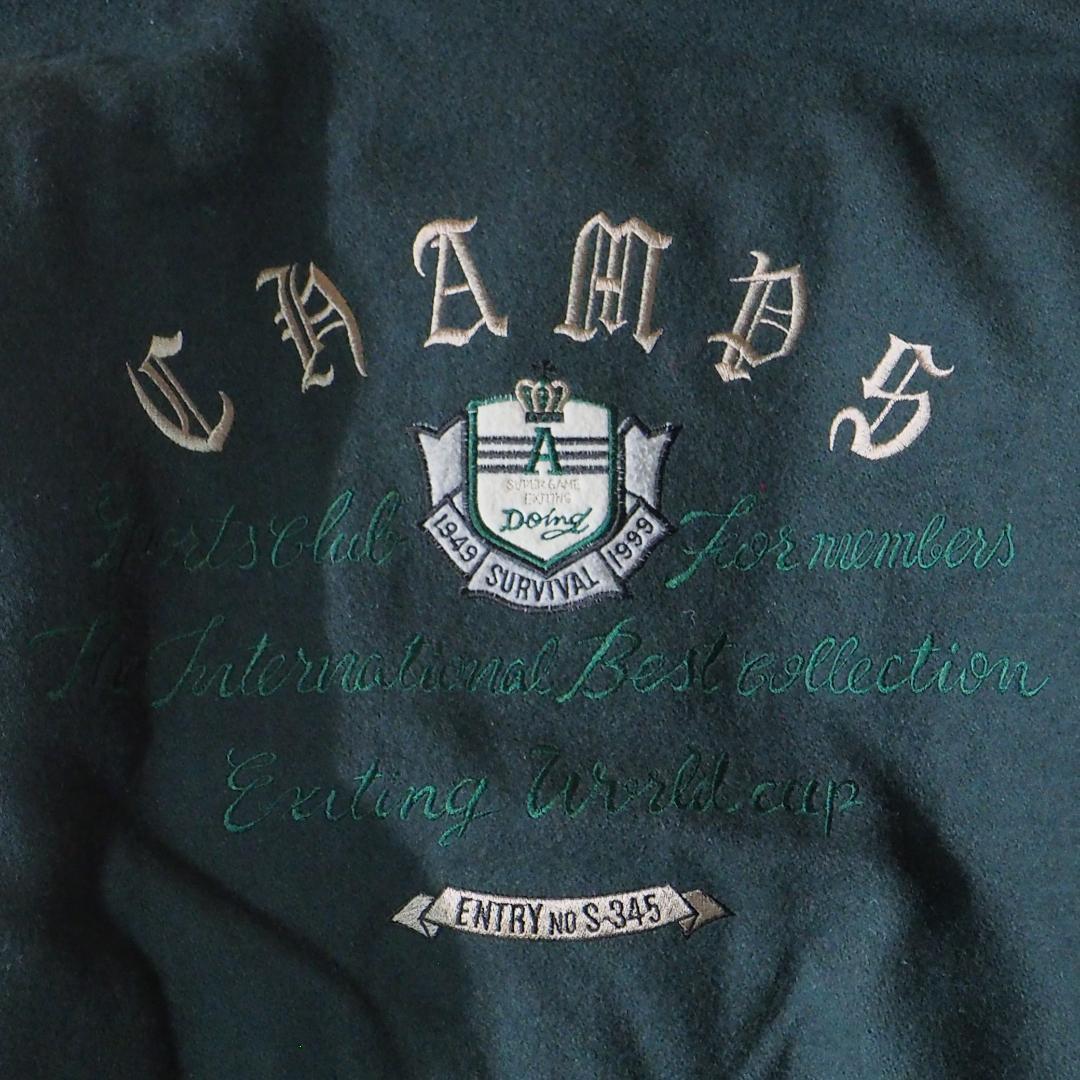 CHAMPS
A
SUPER GAME
EXITING
Doing
1949 SURVIVAL 1999
Sports club For members
The International Best collection
Exiting World cup
ENTRY NO S-345